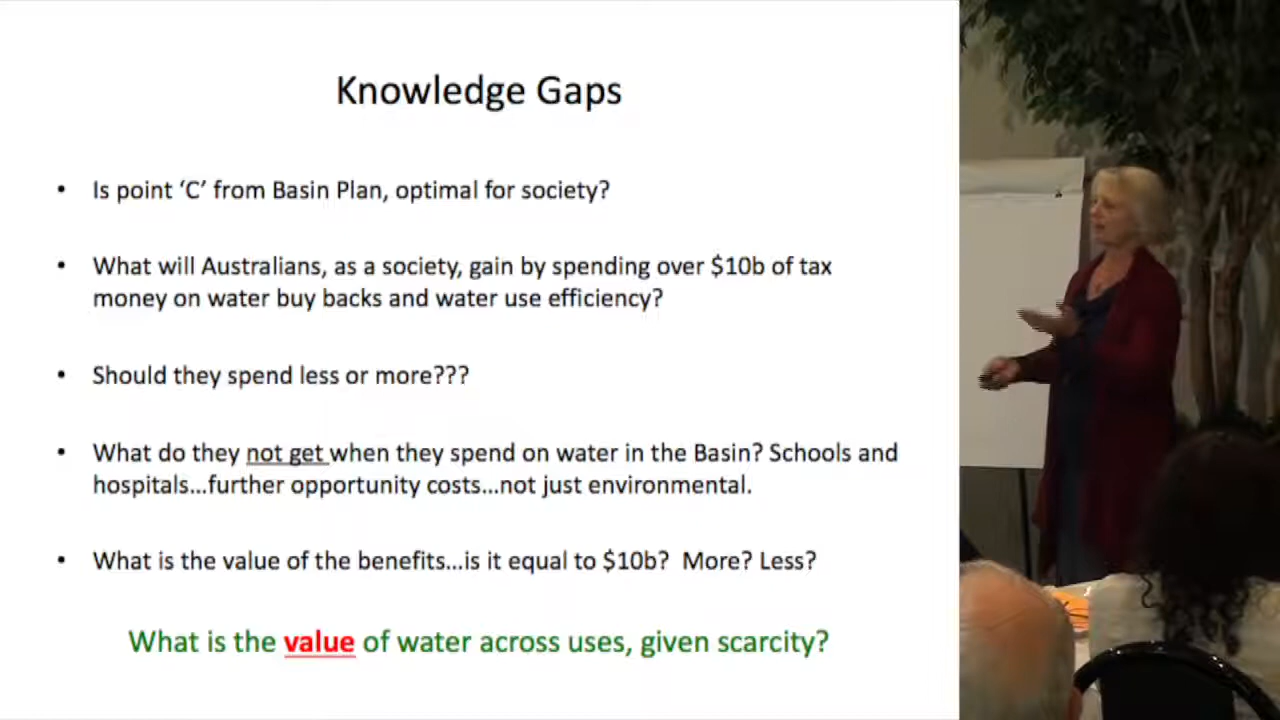 Knowledge Gaps
• Is point ‘C’ from Basin Plan, optimal for society?
• What will Australians, as a society, gain by spending over $10b of tax
money on water buy backs and water use efficiency?
• Should they spend less or more???
• What do they not get when they spend on water in the Basin? Schools and
hospitals...further opportunity costs...not just environmental.
• What is the value of the benefits...is it equal to $10b?  More? Less?
What is the value of water across uses, given scarcity?